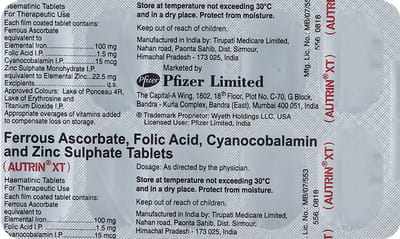 Haematinic Tablets
For Therapeutic Use
Each film coated tablet contains:
Ferrous Ascorbate
equivalent to
Elemental Iron............100 mg
Folic Acid I.P..............1.5 mg
Cyanocobalamin I.P........15 mcg
Zinc Sulphate Monohydrate I.P.
equivalent to Elemental Zinc...22.5 mg
Excipients................q.s.
Approved Colours: Lake of Ponceau 4R,
Lake of Erythrosine and
Titanium Dioxide I.P.
Appropriate overages of vitamins added
to compensate loss on storage.
Store at temperature not exceeding 30°C
and in a dry place. Protect from moisture.
Keep out of reach of children.
Manufactured in India by: Tirupati Medicare Limited,
Nahan road, Paonta Sahib, Dist. Sirmour,
Himachal Pradesh - 173 025, India
Marketed by
Pfizer Pfizer Limited
The Capital-A Wing, 1802, 18th Floor, Plot No. C-70, G Block,
Bandra - Kurla Complex, Bandra (East), Mumbai 400 051, India
® Trademark Proprietor: Wyeth Holdings LLC, USA
Licensed User: Pfizer Limited, India
Mfg. Lic. No.: MB/07/553
556_0818
(AUTRIN® XT)
Ferrous Ascorbate, Folic Acid, Cyanocobalamin
and Zinc Sulphate Tablets
(AUTRIN® XT)
Dosage: As directed by the physician.
Haematinic Tablets
For Therapeutic Use
Each film coated tablet contains:
Ferrous Ascorbate
equivalent to
Elemental Iron............100 mg
Folic Acid I.P..............1.5 mg
Cyanocobalamin I.P........15 mcg
Store at temperature not exceeding 30°C
and in a dry place. Protect from moisture.
Keep out of reach of children.
Manufactured in India by: Tirupati Medicare Limited,
Nahan road, Paonta Sahib, Dist. Sirmour,
Himachal Pradesh - 173 025, India
Lic. No.: MB/07/553
556_0818
(AUTRIN® XT)